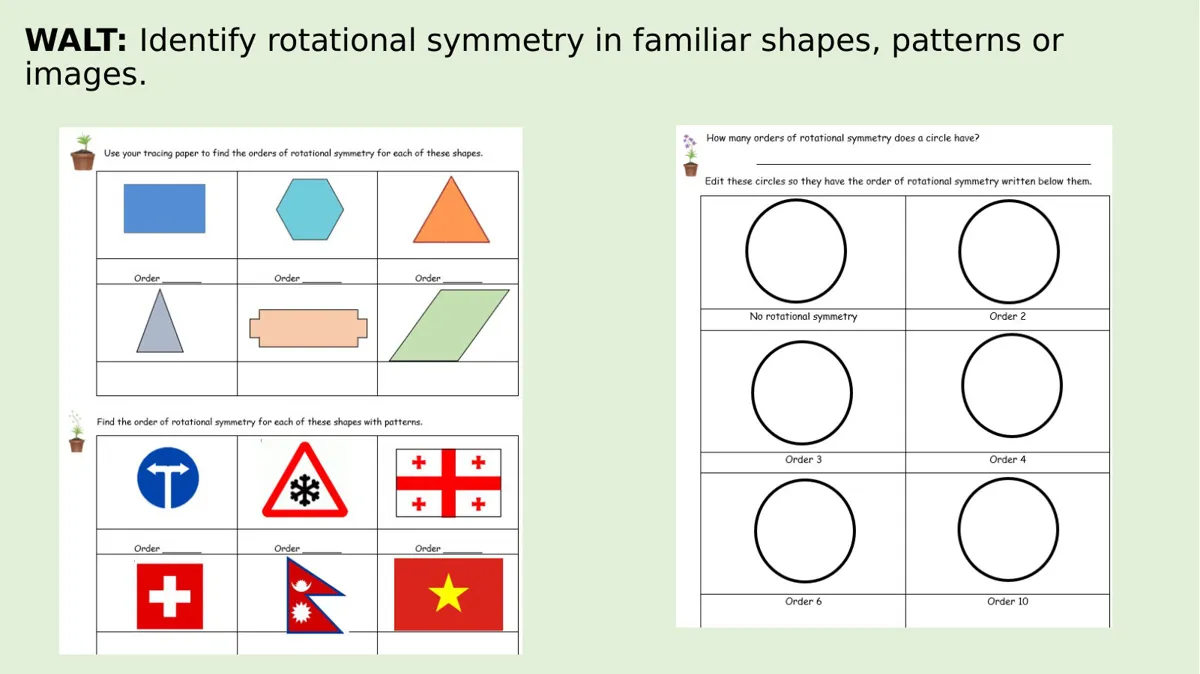 WALT: Identify rotational symmetry in familiar shapes, patterns or
images.
Use your tracing paper to find the orders of rotational symmetry for each of these shapes.
Order ______ Order ______ Order ______
Find the order of rotational symmetry for each of these shapes with patterns.
Order ______ Order ______ Order ______
How many orders of rotational symmetry does a circle have?
Edit these circles so they have the order of rotational symmetry written below them.
No rotational symmetry Order 2
Order 3 Order 4
Order 6 Order 10